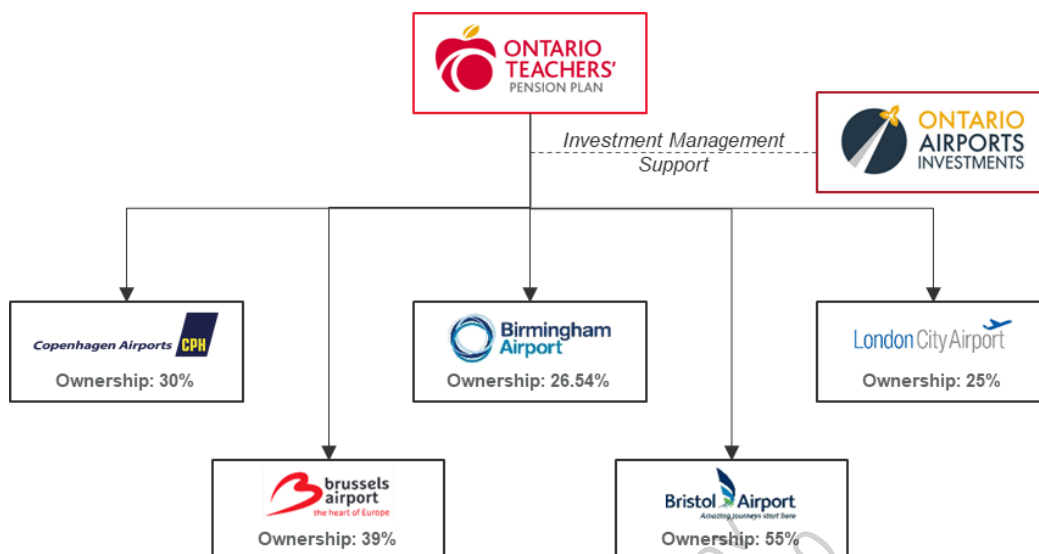 ONTARIO
TEACHERS'
PENSION PLAN
ONTARIO
AIRPORTS
INVESTMENTS
Investment Management
Support
Copenhagen Airports CPH
Ownership: 30%
Birmingham
Airport
Ownership: 26.54%
London City Airport
Ownership: 25%
brussels
airport
the heart of Europe
Ownership: 39%
Bristol Airport
Amazing journeys start here
Ownership: 55%